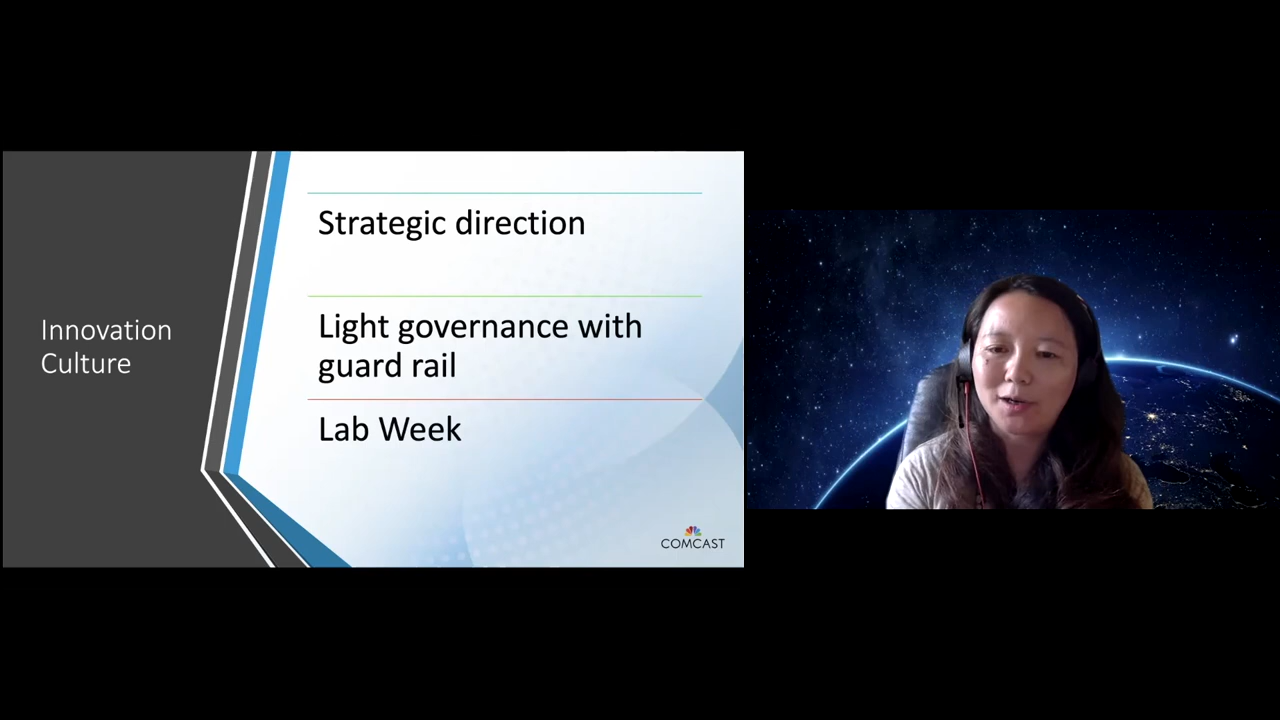 Innovation
Culture
Strategic direction
Light governance with
guard rail
Lab Week
COMCAST